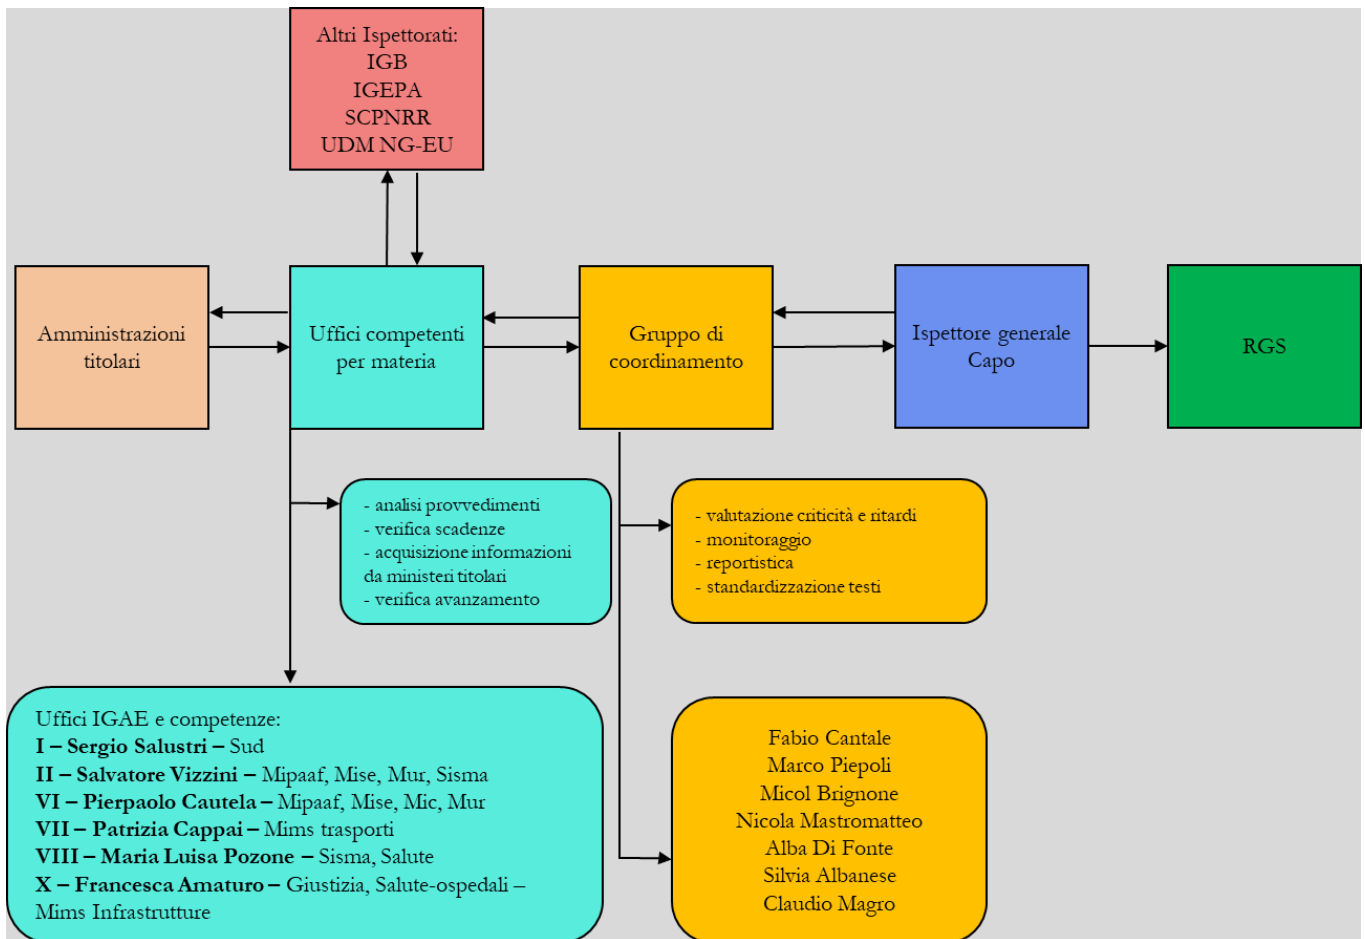 Altri Ispettorati:
IGB
IGEPA
SCPNRR
UDM NG-EU
Amministrazioni
titolari
Uffici competenti
per materia
Gruppo di
coordinamento
Ispettore generale
Capo
RGS
- analisi provvedimenti
- verifica scadenze
- acquisizione informazioni
da ministeri titolari
- verifica avanzamento
- valutazione criticità e ritardi
- monitoraggio
- reportistica
- standardizzazione testi
Uffici IGAE e competenze:
I – Sergio Salustri – Sud
II – Salvatore Vizzini – Mipaaf, Mise, Mur, Sisma
VI – Pierpaolo Cautela – Mipaaf, Mise, Mic, Mur
VII – Patrizia Cappai – Mims trasporti
VIII – Maria Luisa Pozone – Sisma, Salute
X – Francesca Amaturo – Giustizia, Salute-ospedali –
Mims Infrastrutture
Fabio Cantale
Marco Piepoli
Micol Brignone
Nicola Mastromatteo
Alba Di Fonte
Silvia Albanese
Claudio Magro